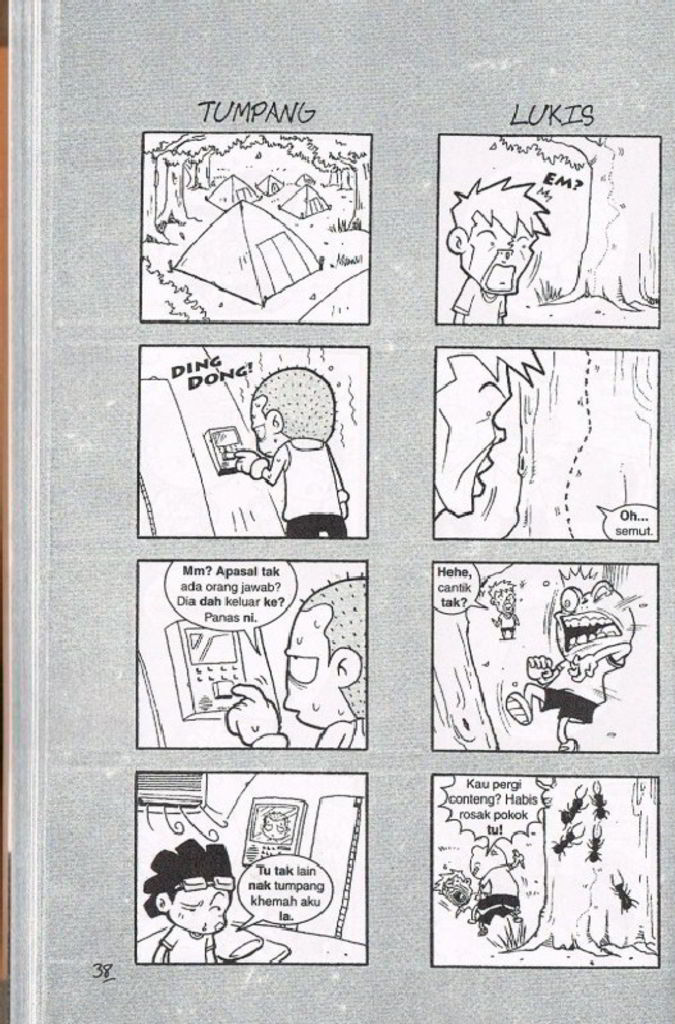 TUMPANG
DING
DONG!
Mm? Apasal tak
ada orang jawab?
Dia dah keluar ke?
Panas ni.
Tu tak lain
nak tumpang
khemah aku
la.
LUKIS
EM?
Oh...
semut.
Hehe,
cantik
tak?
Kau pergi
conteng? Habis
rosak pokok
tu!
38